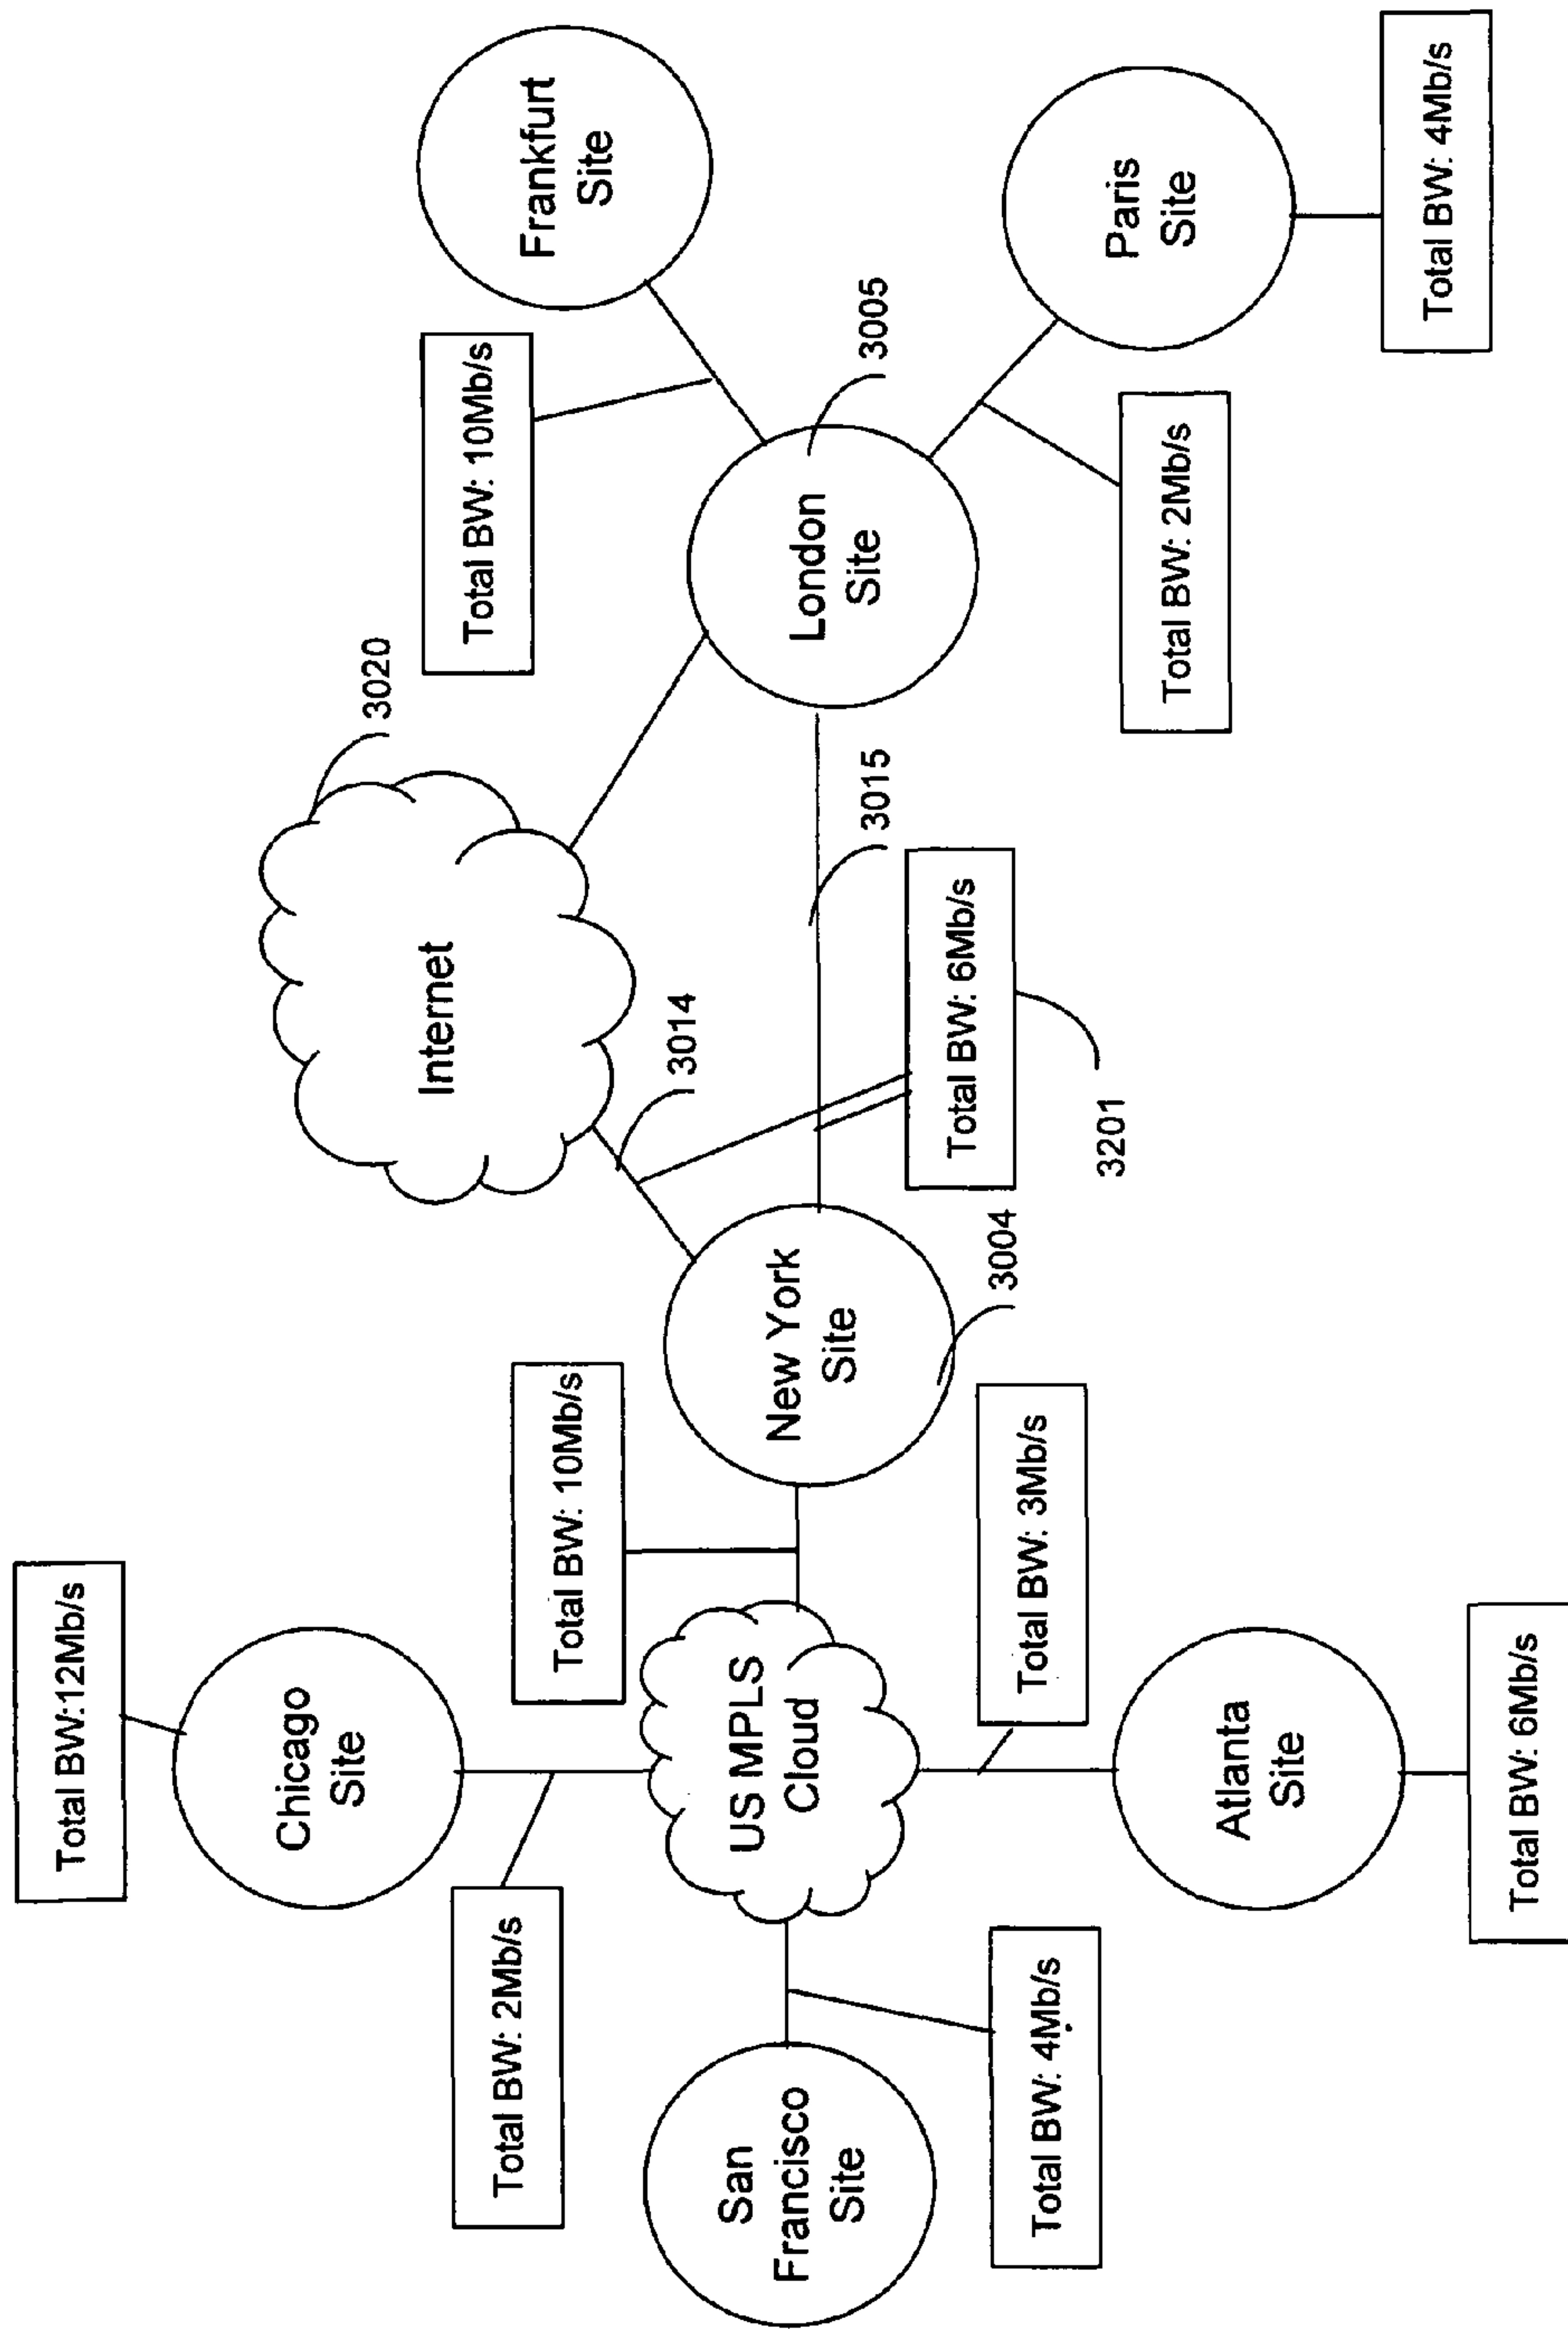 Total BW:12Mb/s
Chicago
Site
Total BW: 2Mb/s
Total BW: 10Mb/s
San
Francisco
Site
Total BW: 4Mb/s
US MPLS
Cloud
Total BW: 3Mb/s
Atlanta
Site
Total BW: 6Mb/s
New York
Site
3004
Internet
3020
3014
3015
Total BW: 6Mb/s
3201
Total BW: 10Mb/s
Frankfurt
Site
London
Site
3005
Total BW: 2Mb/s
Paris
Site
Total BW: 4Mb/s